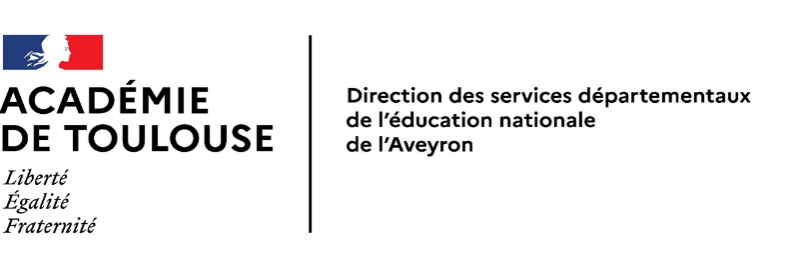 ACADÉMIE
DE TOULOUSE
Liberté
Égalité
Fraternité
Direction des services départementaux
de l'éducation nationale
de l'Aveyron